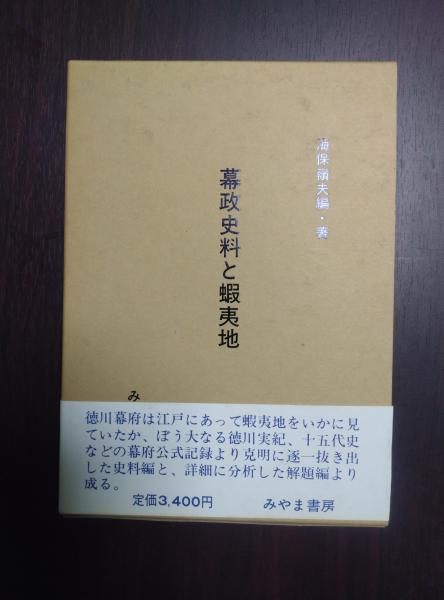 海保嶺夫編・著
幕政史料と蝦夷地
み
徳川幕府は江戸にあって蝦夷地をいかに見
ていたか、ぼう大なる徳川実紀、十五代史
などの幕府公式記録より克明に逐一抜き出
した史料編と、詳細に分析した解題編より
成る。
定価3,400円 みやま書房